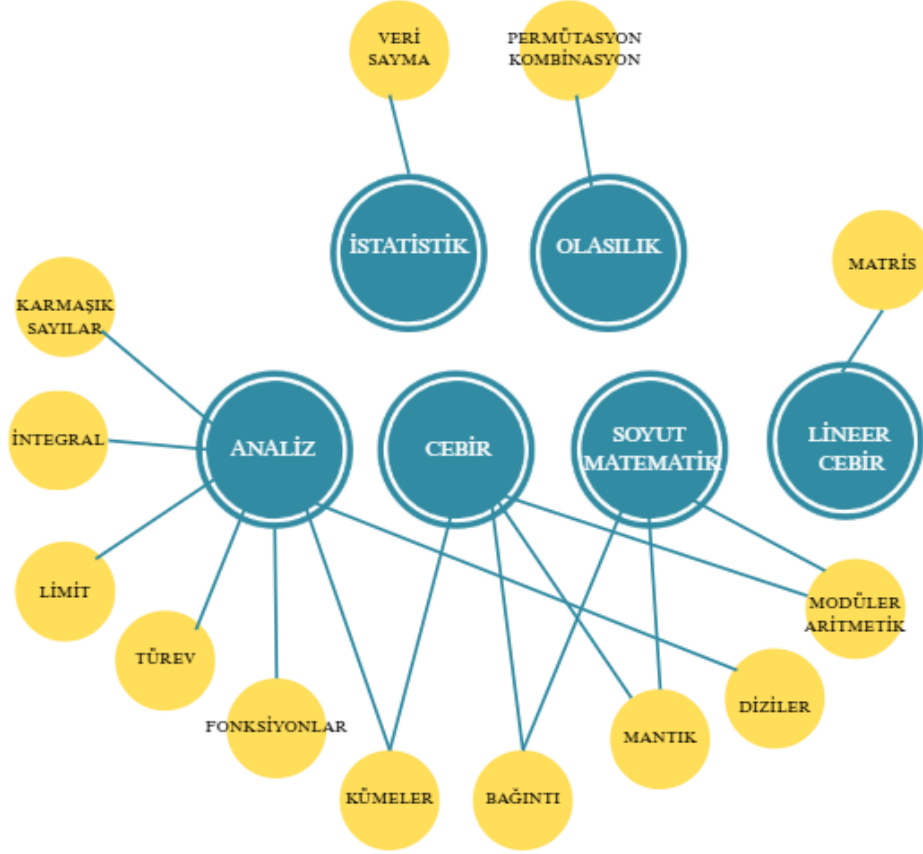 VERİ
SAYMA
PERMÜTASYON
KOMBİNASYON
İSTATİSTİK
OLASILIK
MATRİS
KARMAŞIK
SAYILAR
İNTEGRAL
ANALİZ
CEBİR
SOYUT
MATEMATİK
LİNEER
CEBİR
LİMİT
TÜREV
FONKSİYONLAR
KÜMELER
BAĞINTI
MANTIK
DİZİLER
MODÜLER
ARİTMETİK